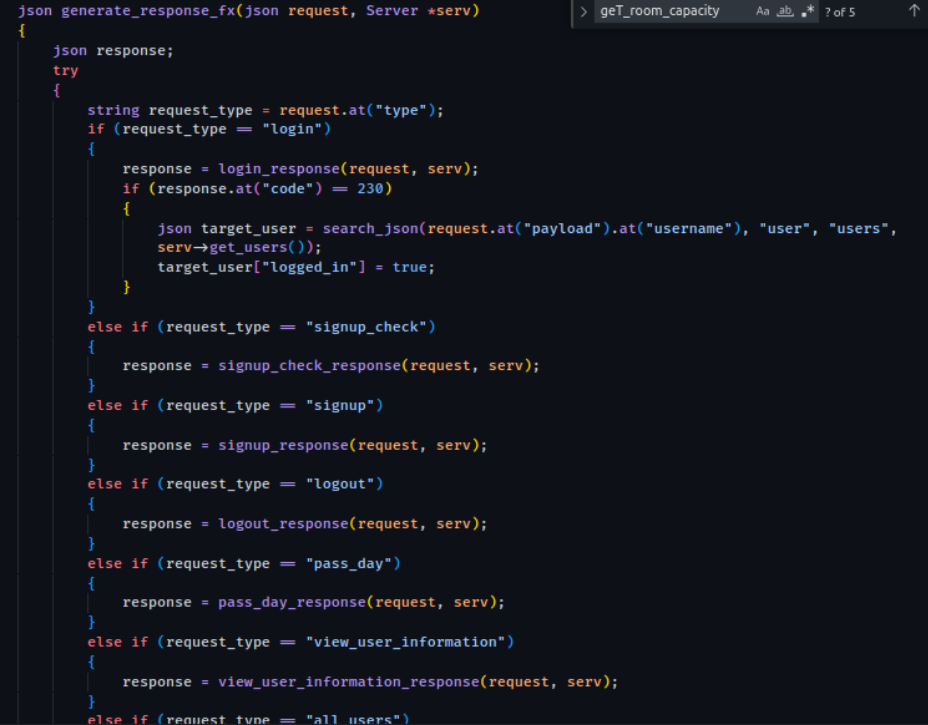 json generate_response_fx(json request, Server *serv)
> geT_room_capacity Aa ab .* ? of 5 ↑
{
    json response;
    try
    {
        string request_type = request.at("type");
        if (request_type == "login")
        {
            response = login_response(request, serv);
            if (response.at("code") == 230)
            {
                json target_user = search_json(request.at("payload").at("username"), "user", "users",
                serv->get_users());
                target_user["logged_in"] = true;
            }
        }
        else if (request_type == "signup_check")
        {
            response = signup_check_response(request, serv);
        }
        else if (request_type == "signup")
        {
            response = signup_response(request, serv);
        }
        else if (request_type == "logout")
        {
            response = logout_response(request, serv);
        }
        else if (request_type == "pass_day")
        {
            response = pass_day_response(request, serv);
        }
        else if (request_type == "view_user_information")
        {
            response = view_user_information_response(request, serv);
        }
        else if (request_type == "all_users")